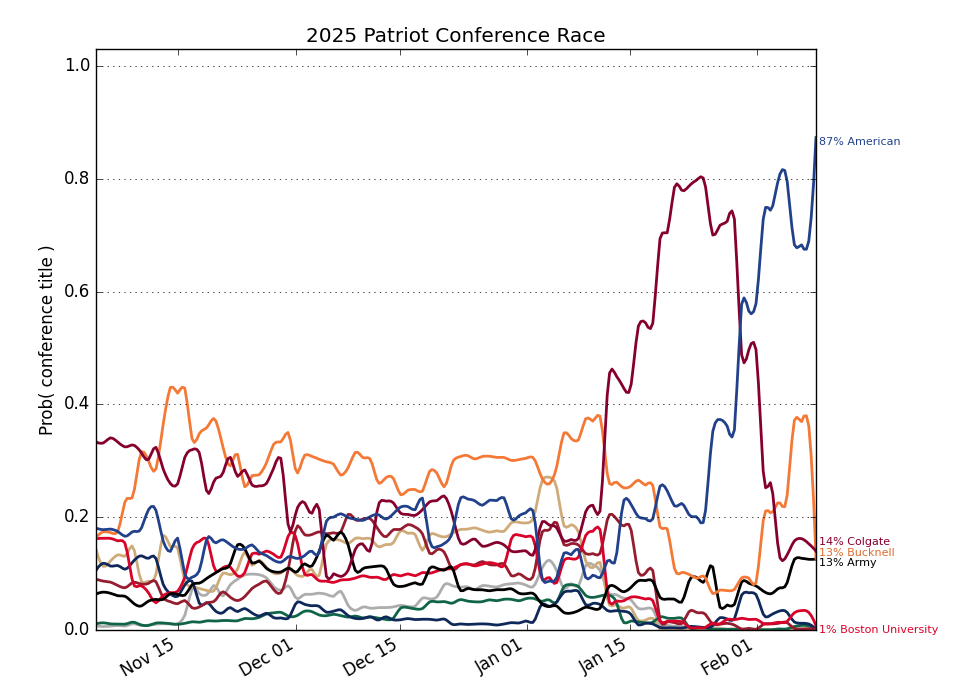 2025 Patriot Conference Race
Prob( conference title )
1.0
0.8
0.6
0.4
0.2
0.0
87% American
14% Colgate
13% Bucknell
13% Army
1% Boston University
Nov 15
Dec 01
Dec 15
Jan 01
Jan 15
Feb 01